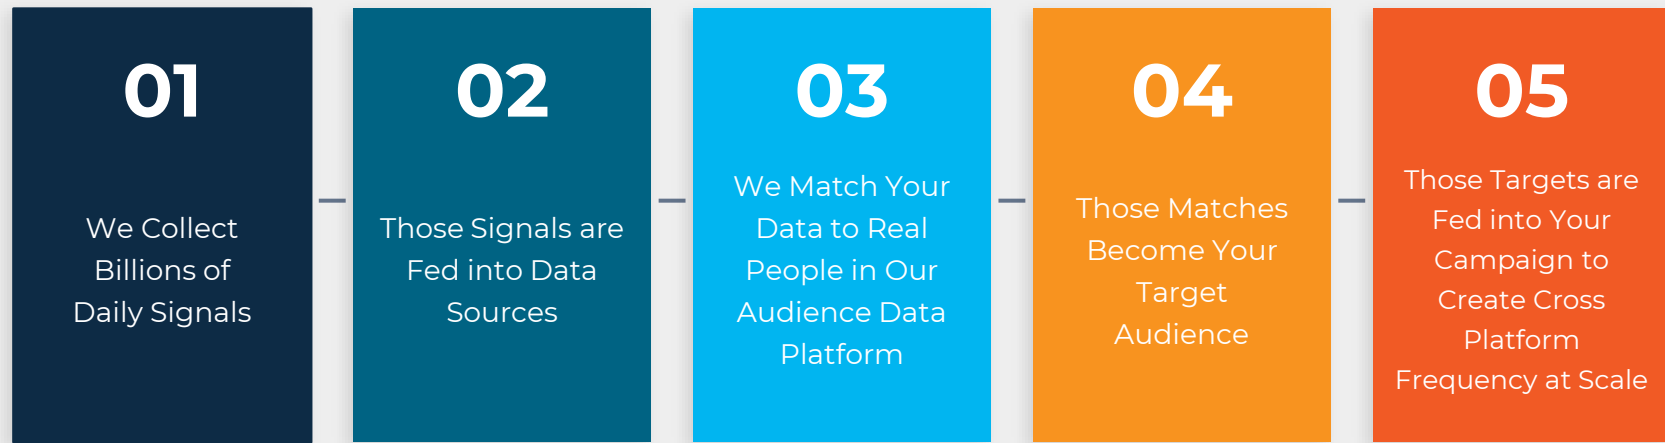 01
We Collect
Billions of
Daily Signals
02
Those Signals are
Fed into Data
Sources
03
We Match Your
Data to Real
People in Our
Audience Data
Platform
04
Those Matches
Become Your
Target
Audience
05
Those Targets are
Fed into Your
Campaign to
Create Cross
Platform
Frequency at Scale